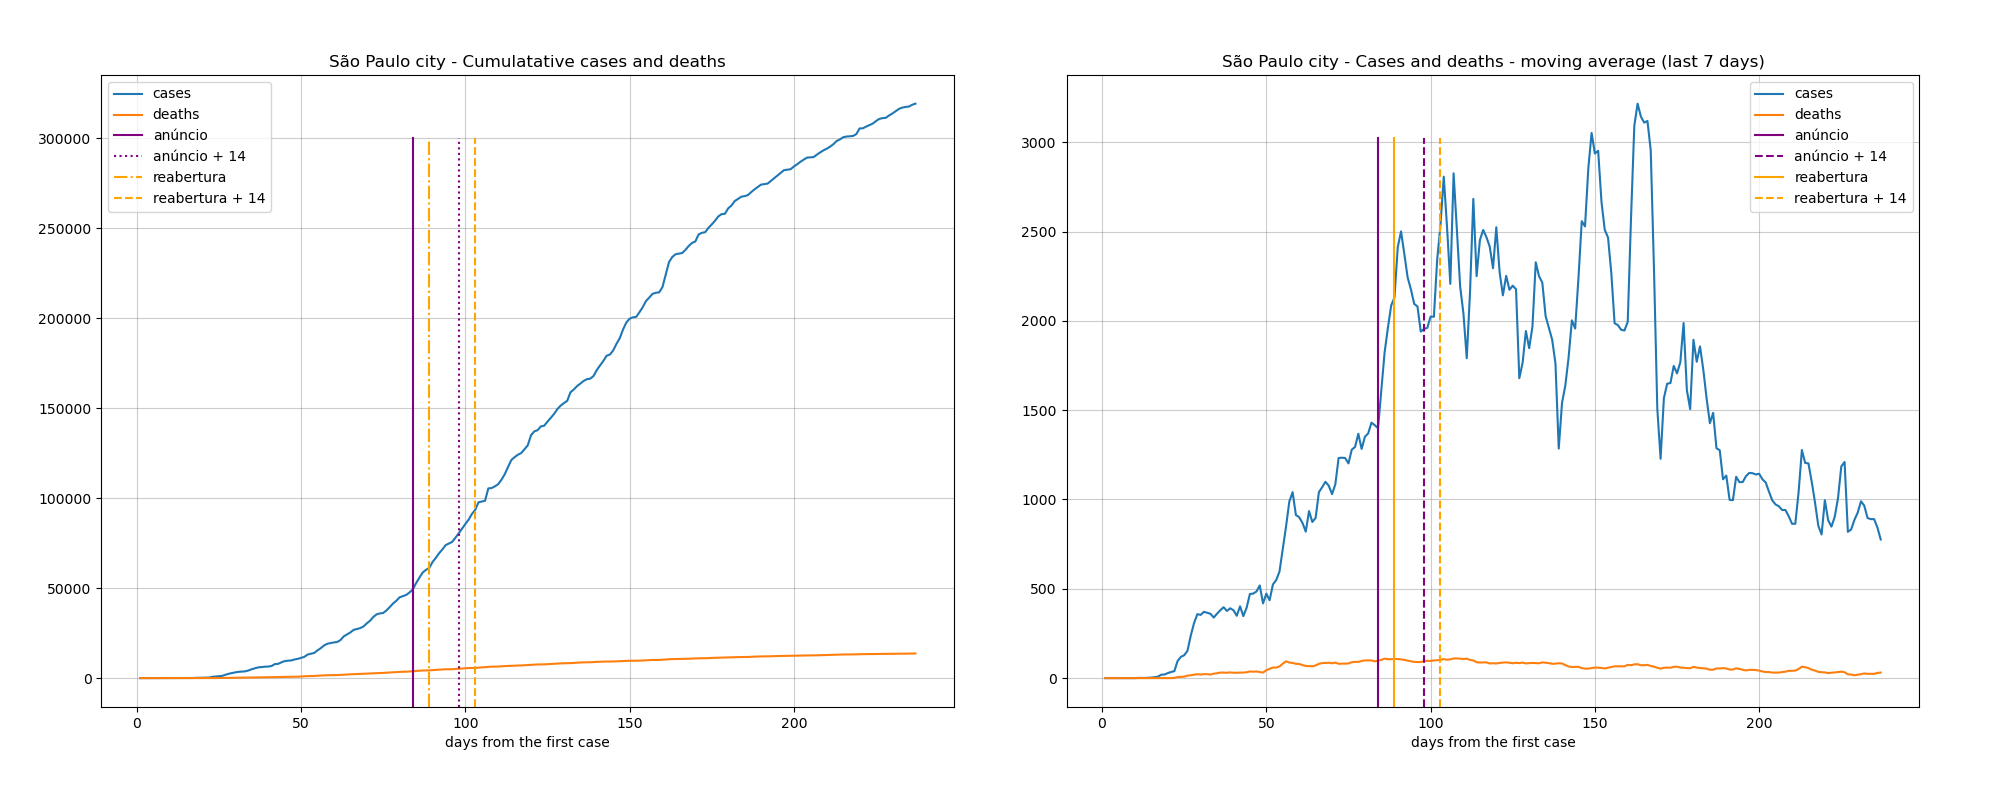 São Paulo city - Cumulatative cases and deaths
cases
deaths
anúncio
anúncio + 14
reabertura
reabertura + 14
300000
250000
200000
150000
100000
50000
0
0 50 100 150 200
days from the first case
São Paulo city - Cases and deaths - moving average (last 7 days)
cases
deaths
anúncio
anúncio + 14
reabertura
reabertura + 14
3000
2500
2000
1500
1000
500
0
0 50 100 150 200
days from the first case